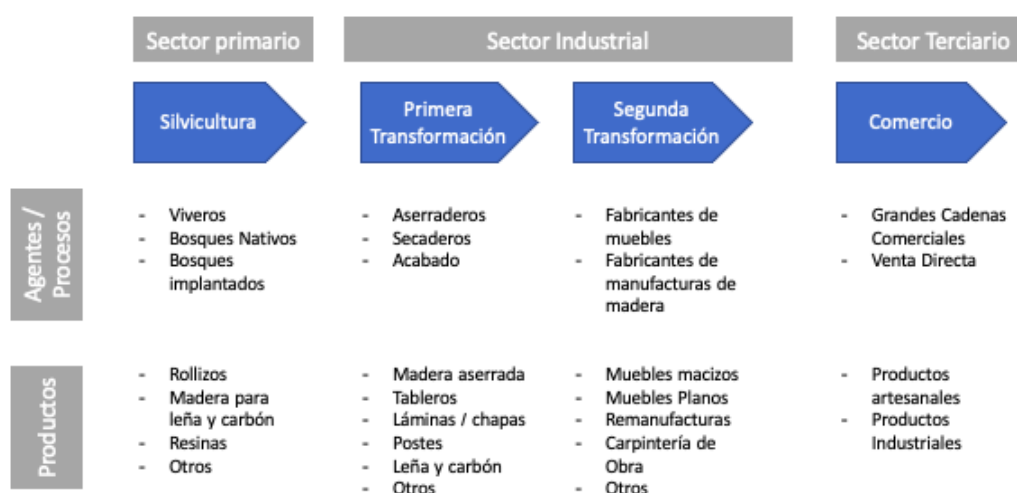 Sector primario
Sector Industrial
Sector Terciario
Silvicultura
Primera
Transformación
Segunda
Transformación
Comercio
Agentes /
Procesos
- Viveros
- Bosques Nativos
- Bosques
implantados
- Aserraderos
- Secaderos
- Acabado
- Fabricantes de
muebles
- Fabricantes de
manufacturas de
madera
- Grandes Cadenas
Comerciales
- Venta Directa
Productos
- Rollizos
- Madera para
leña y carbón
- Resinas
- Otros
- Madera aserrada
- Tableros
- Láminas / chapas
- Postes
- Leña y carbón
- Otros
- Muebles macizos
- Muebles Planos
- Remanufacturas
- Carpintería de
Obra
- Otros
- Productos
artesanales
- Productos
Industriales